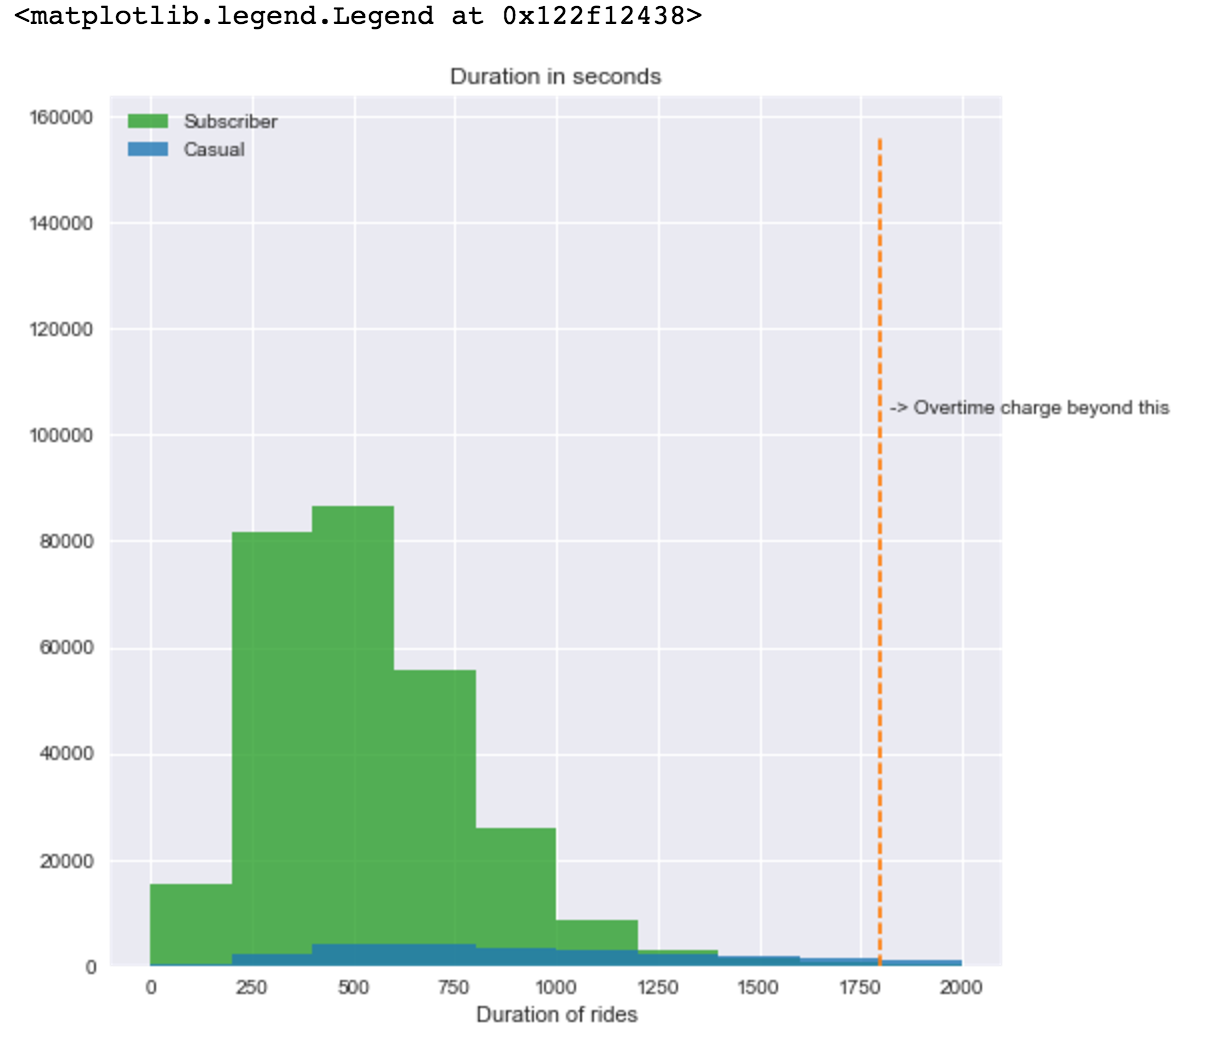 <matplotlib.legend.Legend at 0x122f12438>
Duration in seconds
Subscriber
Casual
160000
140000
120000
-> Overtime charge beyond this
100000
80000
60000
40000
20000
0
0 250 500 750 1000 1250 1500 1750 2000
Duration of rides